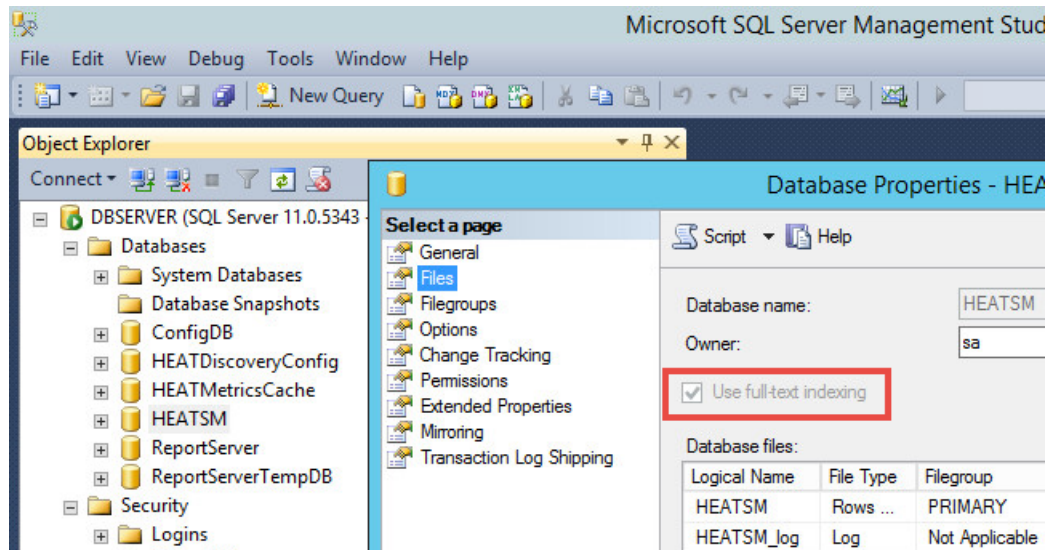 Microsoft SQL Server Management Stud
File Edit View Debug Tools Window Help
New Query
Object Explorer
Connect
DBSERVER (SQL Server 11.0.5343 -
Databases
System Databases
Database Snapshots
ConfigDB
HEATDiscoveryConfig
HEATMetricsCache
HEATSM
ReportServer
ReportServerTempDB
Security
Logins
Database Properties - HEA
Select a page
General
Files
Filegroups
Options
Change Tracking
Permissions
Extended Properties
Mirroring
Transaction Log Shipping
Script Help
Database name: HEATSM
Owner: sa
Use full-text indexing
Database files:
Logical Name File Type Filegroup
HEATSM Rows ... PRIMARY
HEATSM_log Log Not Applicable